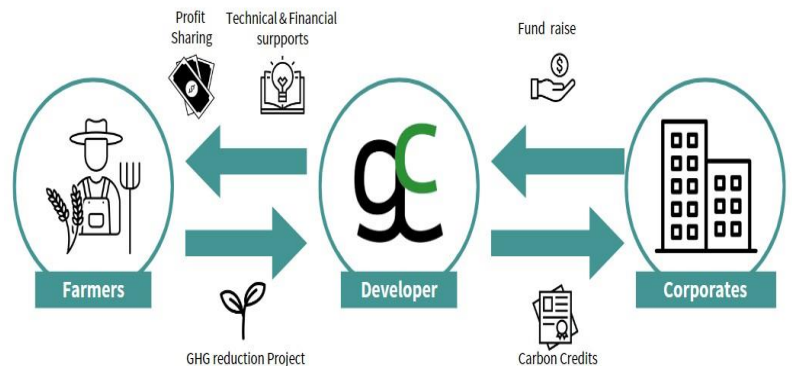 Profit
Sharing
Technical & Financial
surpports
Fund raise
gc
Farmers
Developer
Corporates
GHG reduction Project
Carbon Credits